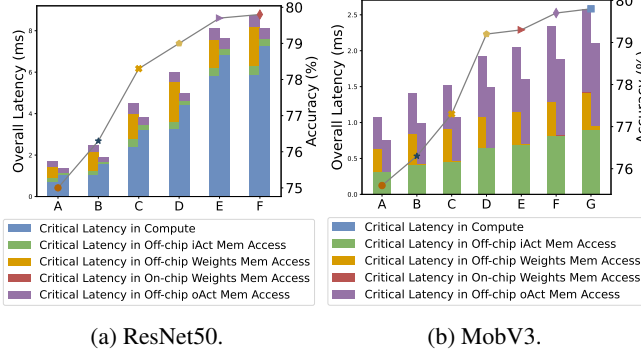 Overall Latency (ms)
8
6
4
2
0
A B C D E F
80
79
78
77
76
75
Accuracy (%)
Critical Latency in Compute
Critical Latency in Off-chip iAct Mem Access
Critical Latency in Off-chip Weights Mem Access
Critical Latency in On-chip Weights Mem Access
Critical Latency in Off-chip oAct Mem Access
(a) ResNet50.
Overall Latency (ms)
2.5
2.0
1.5
1.0
0.5
0.0
A B C D E F G
80
79
78
77
76
Accuracy (%)
Critical Latency in Compute
Critical Latency in Off-chip iAct Mem Access
Critical Latency in Off-chip Weights Mem Access
Critical Latency in On-chip Weights Mem Access
Critical Latency in Off-chip oAct Mem Access
(b) MobV3.